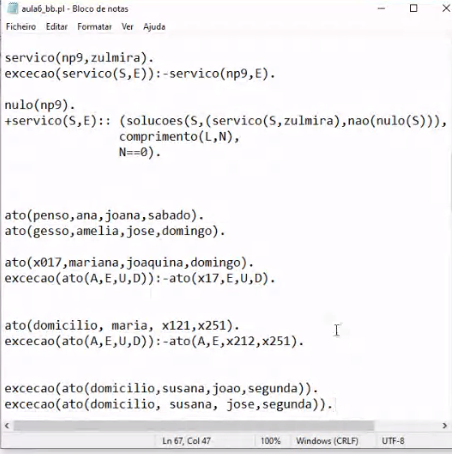 aula6_bb.pl - Bloco de notas
Ficheiro Editar Formatar Ver Ajuda
servico(np9,zulmira).
excecao(servico(S,E)):-servico(np9,E).
nulo(np9).
+servico(S,E):: (solucoes(S,(servico(S,zulmira),nao(nulo(S))),
comprimento(L,N),
N==0).
ato(penso,ana,joana,sabado).
ato(gesso,amelia,jose,domingo).
ato(x017,mariana,joaquina,domingo).
excecao(ato(A,E,U,D)):-ato(x17,E,U,D).
ato(domicilio, maria, x121,x251).
excecao(ato(A,E,U,D)):-ato(A,E,x212,x251).
excecao(ato(domicilio,susana,joao,segunda)).
excecao(ato(domicilio, susana, jose,segunda)).
Ln 67, Col 47 100% Windows (CRLF) UTF-8